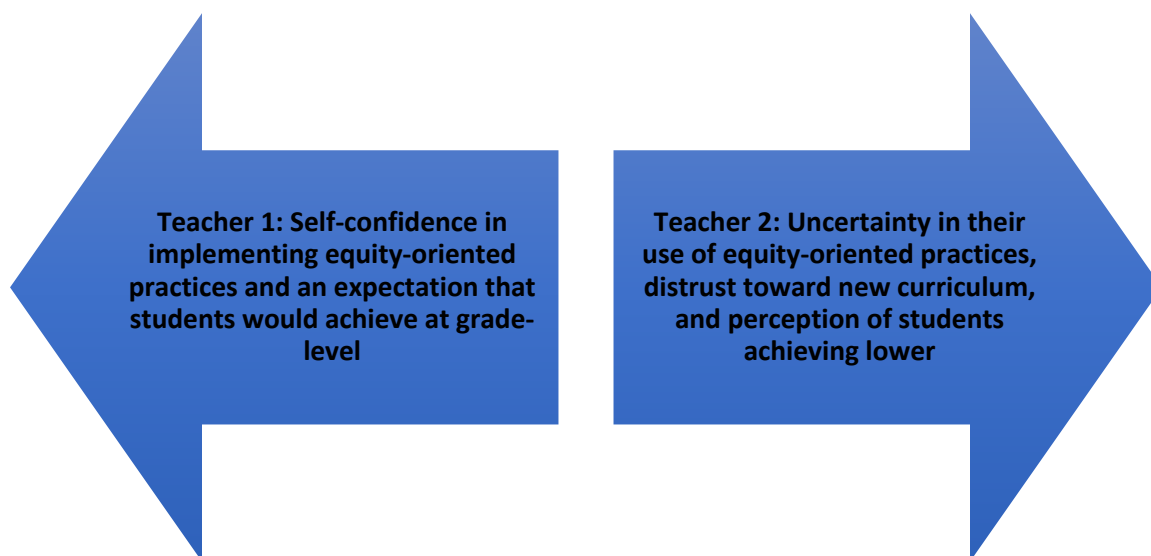 Teacher 1: Self-confidence in
implementing equity-oriented
practices and an expectation that
students would achieve at grade-
level
Teacher 2: Uncertainty in their
use of equity-oriented practices,
distrust toward new curriculum,
and perception of students
achieving lower